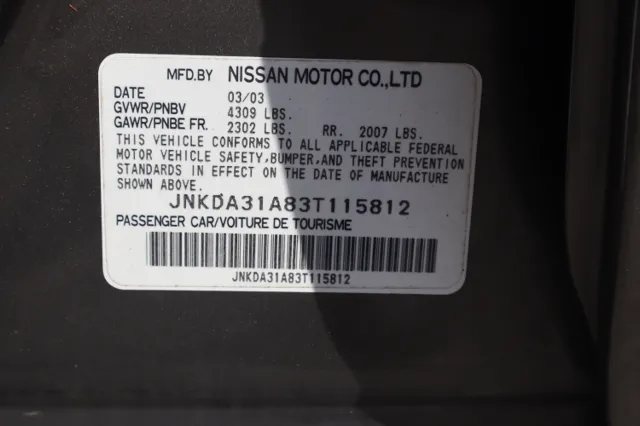 MFD.BY NISSAN MOTOR CO.,LTD
DATE 03/03
GVWR/PNBV 4309 LBS.
GAWR/PNBE FR. 2302 LBS. RR. 2007 LBS.
THIS VEHICLE CONFORMS TO ALL APPLICABLE FEDERAL
MOTOR VEHICLE SAFETY,BUMPER,AND THEFT PREVENTION
STANDARDS IN EFFECT ON THE DATE OF MANUFACTURE
SHOWN ABOVE.
JNKDA31A83T115812
PASSENGER CAR/VOITURE DE TOURISME
JNKDA31A83T115812